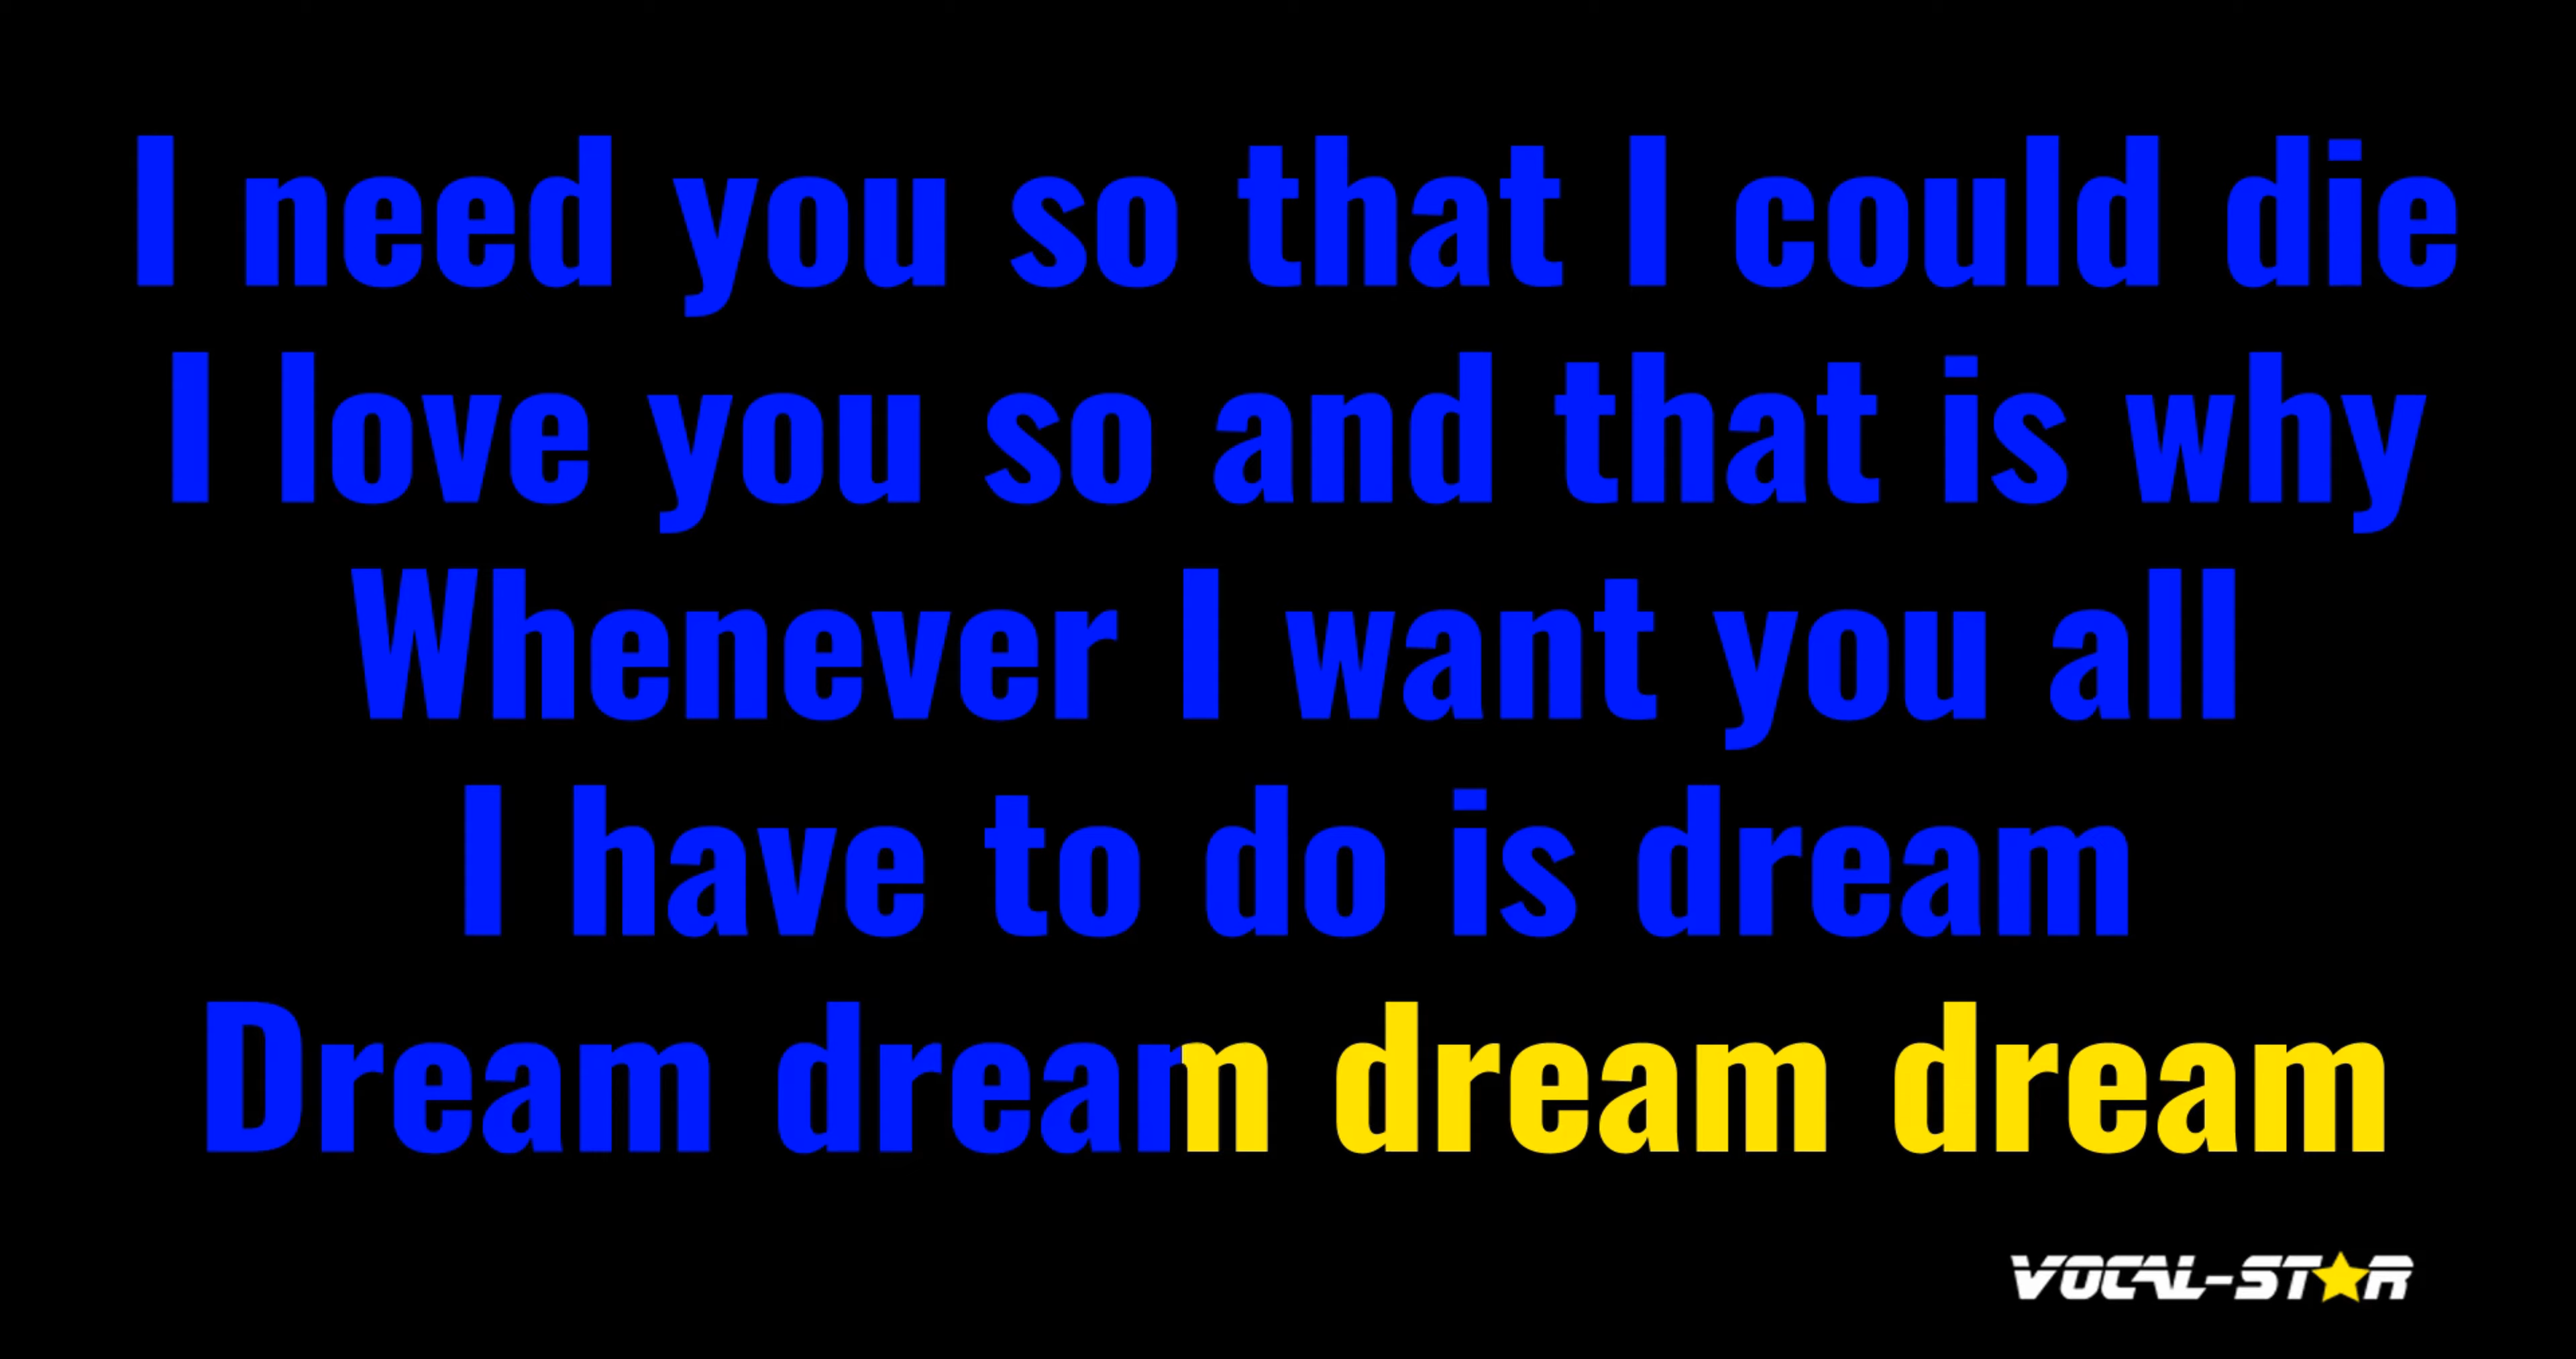 I need you so that I could die
I love you so and that is why
Whenever I want you all
I have to do is dream
Dream dream dream dream
VOCAL-STAR